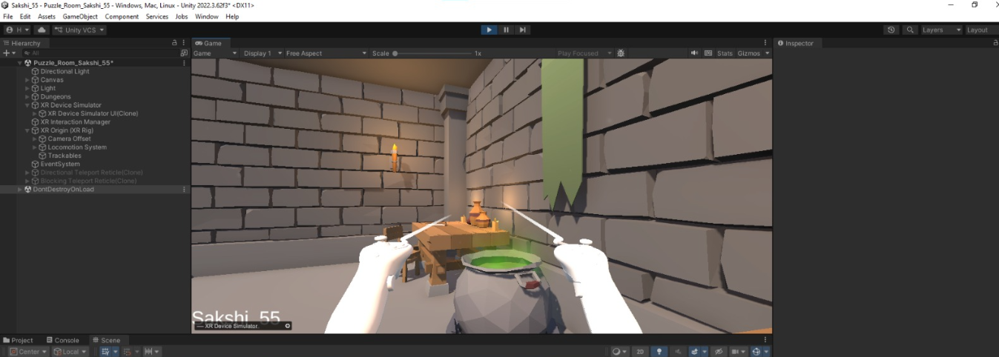 Sakshi_55 - Puzzle_Room_Sakshi_55 - Windows, Mac, Linux - Unity 2022.3.62f3* <DX11>
File Edit Assets GameObject Component Services Jobs Window Help
H Unity VCS Layers Layout
Hierarchy Game Inspector
All Game Display 1 Free Aspect Scale 1x Play Focused Stats Gizmos
Puzzle_Room_Sakshi_55*
Directional Light
Canvas
Light
Dungeons
XR Device Simulator
XR Device Simulator UI(Clone)
XR Interaction Manager
XR Origin (XR Rig)
Camera Offset
Locomotion System
Trackables
EventSystem
Directional Teleport Reticle(Clone)
Blocking Teleport Reticle(Clone)
DontDestroyOnLoad
Sakshi_55
XR Device Simulator
Project Console Scene
Center Local 2D